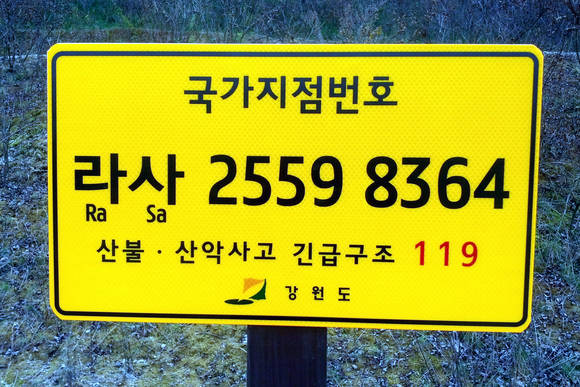 국가지점번호
라사 2559 8364
Ra Sa
산불 · 산악사고 긴급구조 119
강원도